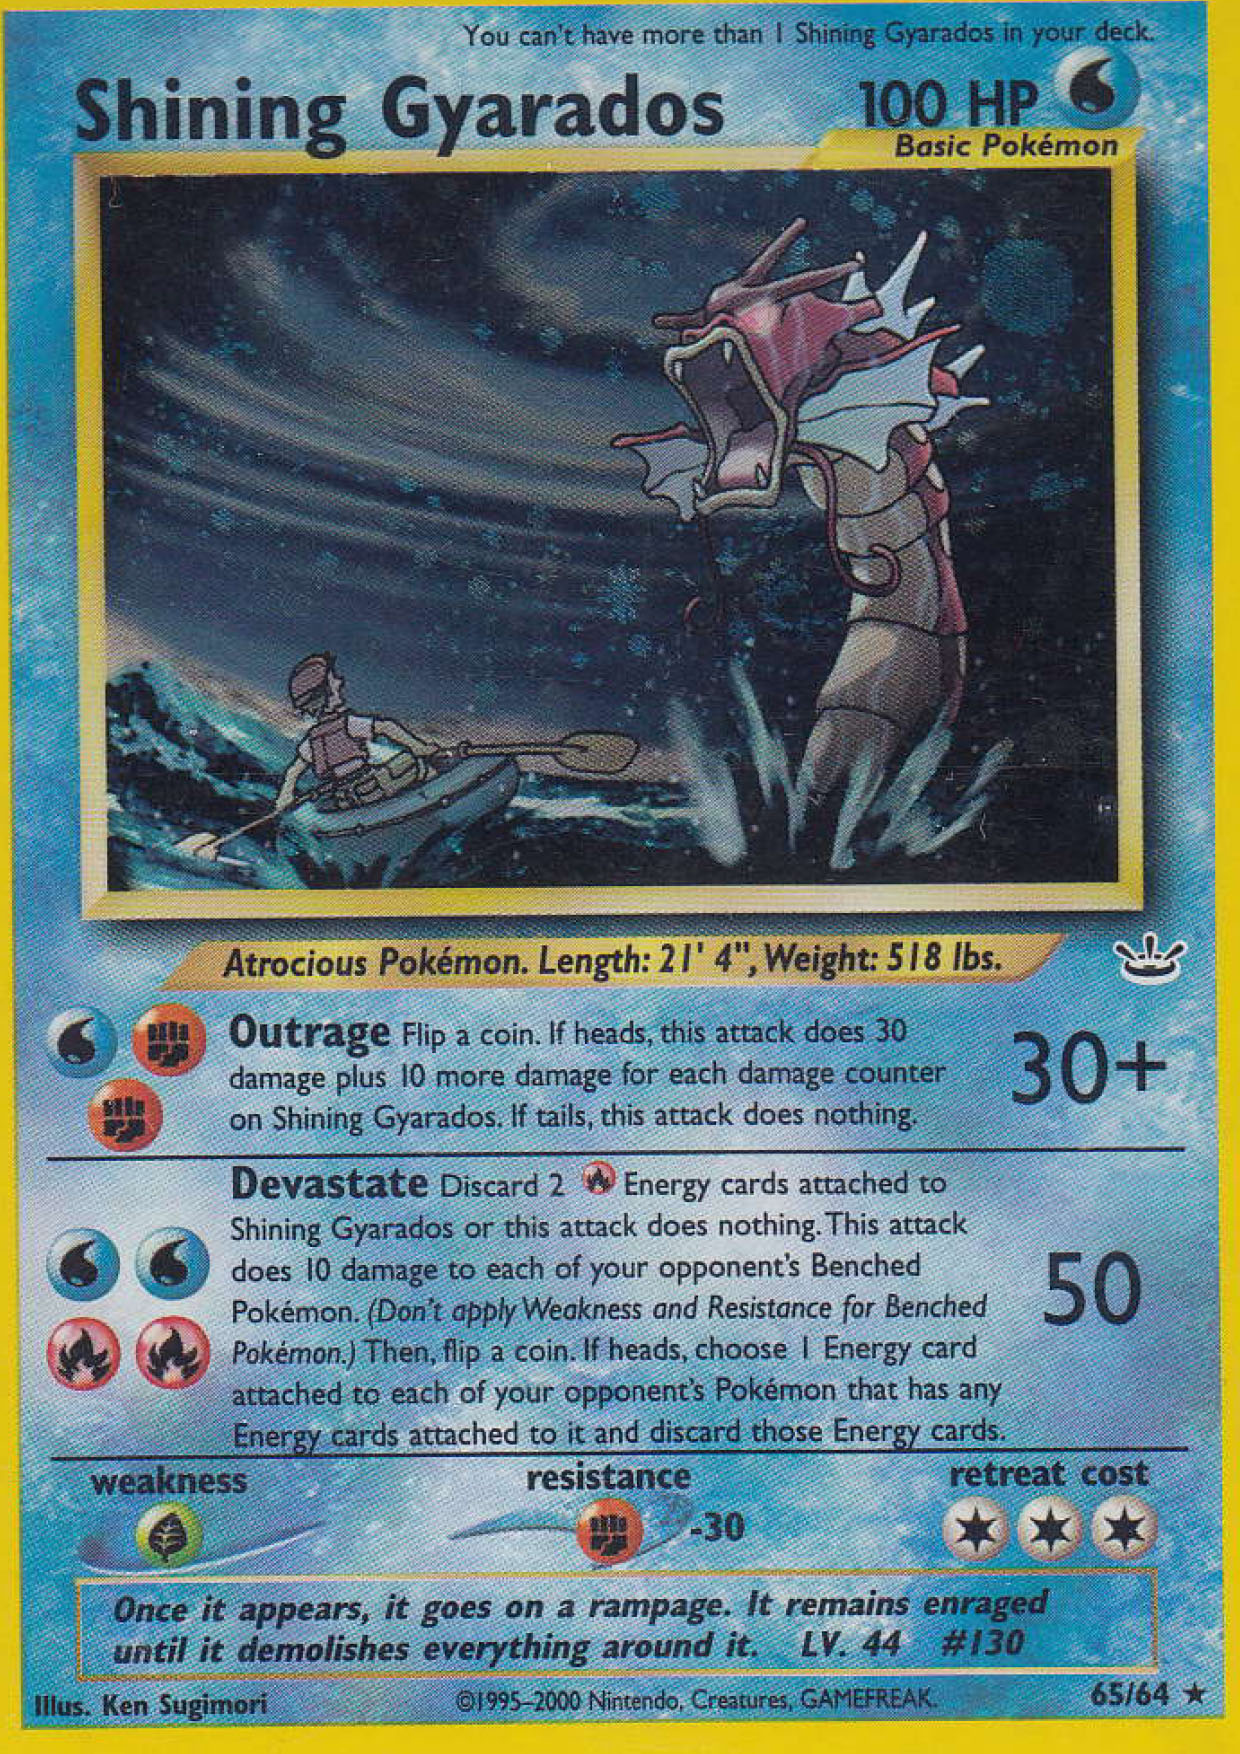 You can't have more than 1 Shining Gyarados in your deck.
Shining Gyarados
100 HP
Basic Pokémon
Atrocious Pokémon. Length: 21' 4", Weight: 518 lbs.
Outrage Flip a coin. If heads, this attack does 30
damage plus 10 more damage for each damage counter
on Shining Gyarados. If tails, this attack does nothing.
30+
Devastate Discard 2 Energy cards attached to
Shining Gyarados or this attack does nothing. This attack
does 10 damage to each of your opponent's Benched
Pokémon. (Don't apply Weakness and Resistance for Benched
Pokémon.) Then, flip a coin. If heads, choose 1 Energy card
attached to each of your opponent's Pokémon that has any
Energy cards attached to it and discard those Energy cards.
50
weakness
resistance
retreat cost
-30
Once it appears, it goes on a rampage. It remains enraged
until it demolishes everything around it. LV. 44 #130
Illus. Ken Sugimori
©1995–2000 Nintendo, Creatures, GAMEFREAK.
65/64 ★